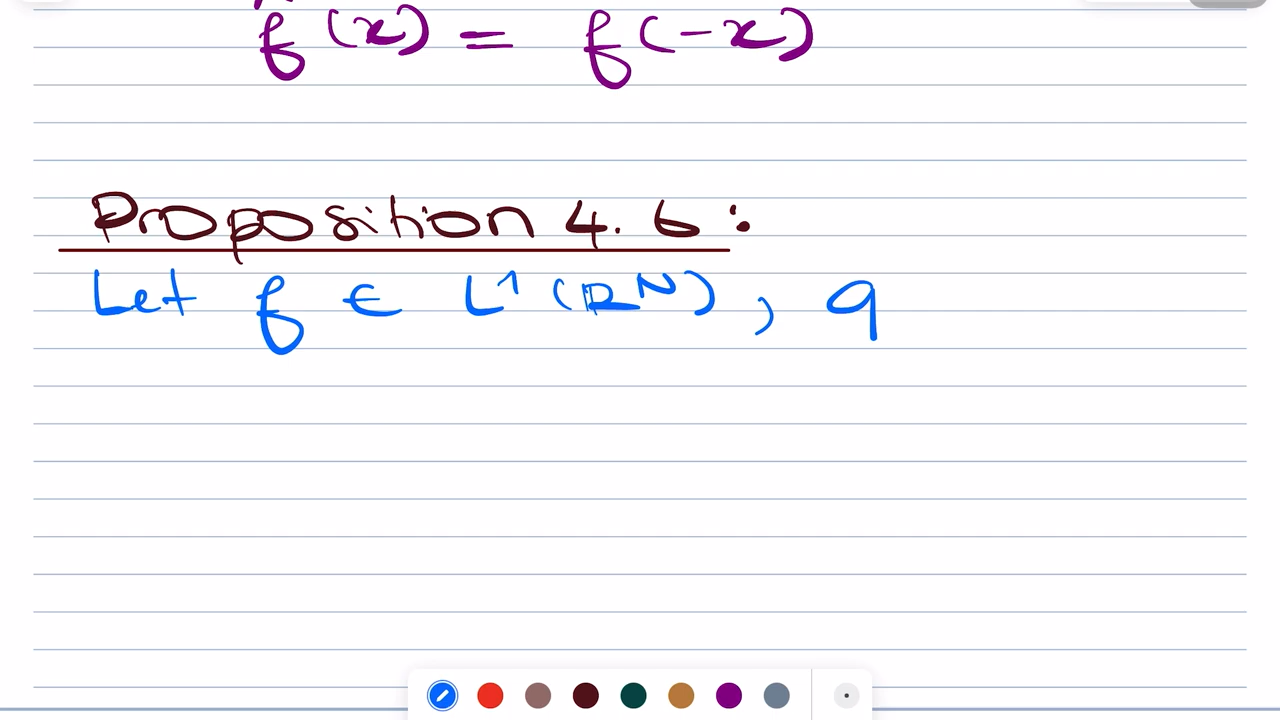 f(x) = f(-x)
Proposition 4.6:
Let f ∈ L¹(ℝᴺ), g